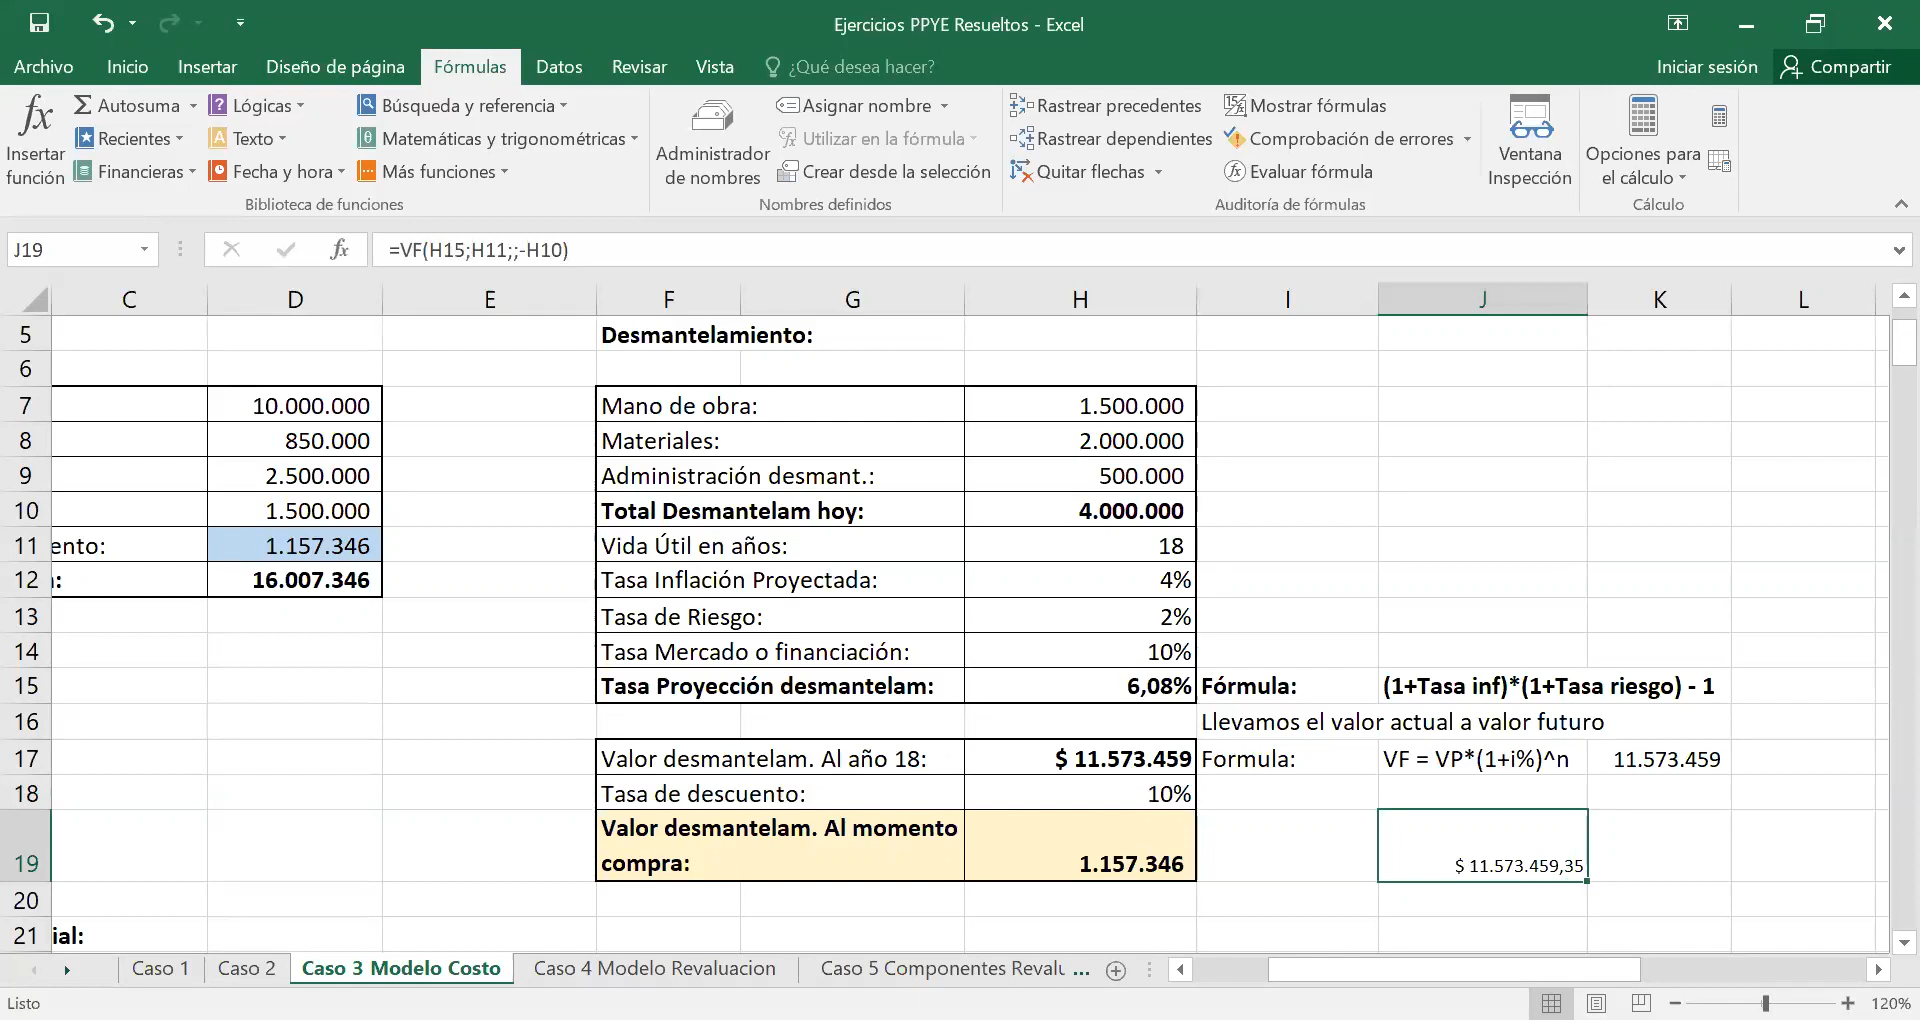 Ejercicios PPYE Resueltos - Excel
Archivo Inicio Insertar Diseño de página Fórmulas Datos Revisar Vista ¿Qué desea hacer? Iniciar sesión Compartir
fx Insertar función
Σ Autosuma
Recientes
Financieras
Lógicas
Texto
Fecha y hora
Búsqueda y referencia
Matemáticas y trigonométricas
Más funciones
Biblioteca de funciones
Administrador de nombres
Asignar nombre
Utilizar en la fórmula
Crear desde la selección
Nombres definidos
Rastrear precedentes
Rastrear dependientes
Quitar flechas
Mostrar fórmulas
Comprobación de errores
Evaluar fórmula
Auditoría de fórmulas
Ventana Inspección
Opciones para el cálculo
Cálculo
J19 fx =VF(H15;H11;;-H10)
C D E F G H I J K L
5 Desmantelamiento:
6
7 10.000.000 Mano de obra: 1.500.000
8 850.000 Materiales: 2.000.000
9 2.500.000 Administración desmant.: 500.000
10 1.500.000 Total Desmantelam hoy: 4.000.000
11 ento: 1.157.346 Vida Útil en años: 18
12 : 16.007.346 Tasa Inflación Proyectada: 4%
13 Tasa de Riesgo: 2%
14 Tasa Mercado o financiación: 10%
15 Tasa Proyección desmantelam: 6,08% Fórmula: (1+Tasa inf)*(1+Tasa riesgo) - 1
16 Llevamos el valor actual a valor futuro
17 Valor desmantelam. Al año 18: $ 11.573.459 Formula: VF = VP*(1+i%)^n 11.573.459
18 Tasa de descuento: 10%
Valor desmantelam. Al momento
19 compra: 1.157.346 $ 11.573.459,35
20
21 ial:
Caso 1 Caso 2 Caso 3 Modelo Costo Caso 4 Modelo Revaluacion Caso 5 Componentes Revalu ...
Listo 120%